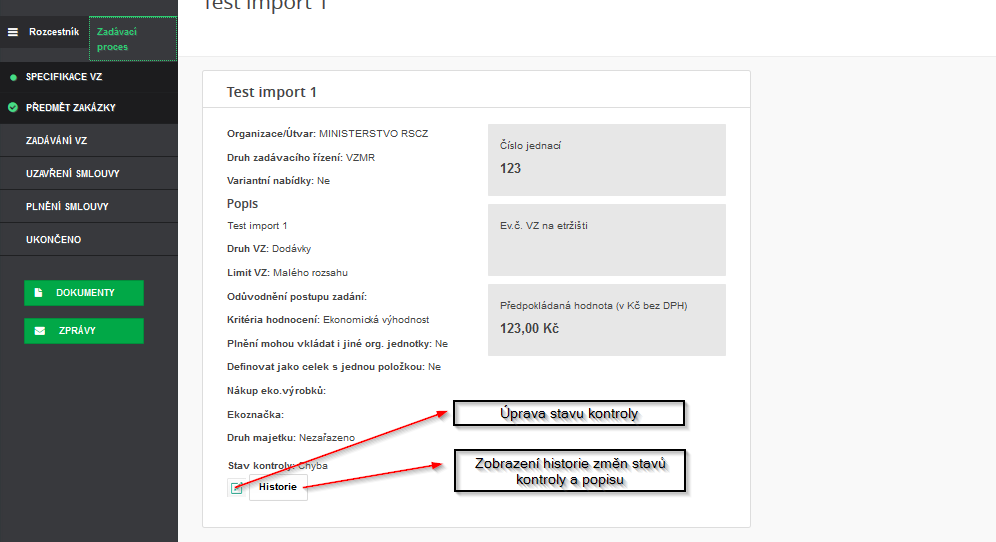 Test import 1
Rozcestník
Zadávací
proces
SPECIFIKACE VZ
PŘEDMĚT ZAKÁZKY
ZADÁVÁNÍ VZ
UZAVŘENÍ SMLOUVY
PLNĚNÍ SMLOUVY
UKONČENO
DOKUMENTY
ZPRÁVY
Test import 1
Organizace/Útvar: MINISTERSTVO RSCZ
Druh zadávacího řízení: VZMR
Variantní nabídky: Ne
Popis
Test import 1
Druh VZ: Dodávky
Limit VZ: Malého rozsahu
Odůvodnění postupu zadání:
Kritéria hodnocení: Ekonomická výhodnost
Plnění mohou vkládat i jiné org. jednotky: Ne
Definovat jako celek s jednou položkou: Ne
Nákup eko.výrobků:
Ekoznačka:
Druh majetku: Nezařazeno
Stav kontroly: Chyba
Historie
Číslo jednací
123
Ev.č. VZ na etržišti
Předpokládaná hodnota (v Kč bez DPH)
123,00 Kč
Úprava stavu kontroly
Zobrazení historie změn stavů
kontroly a popisu